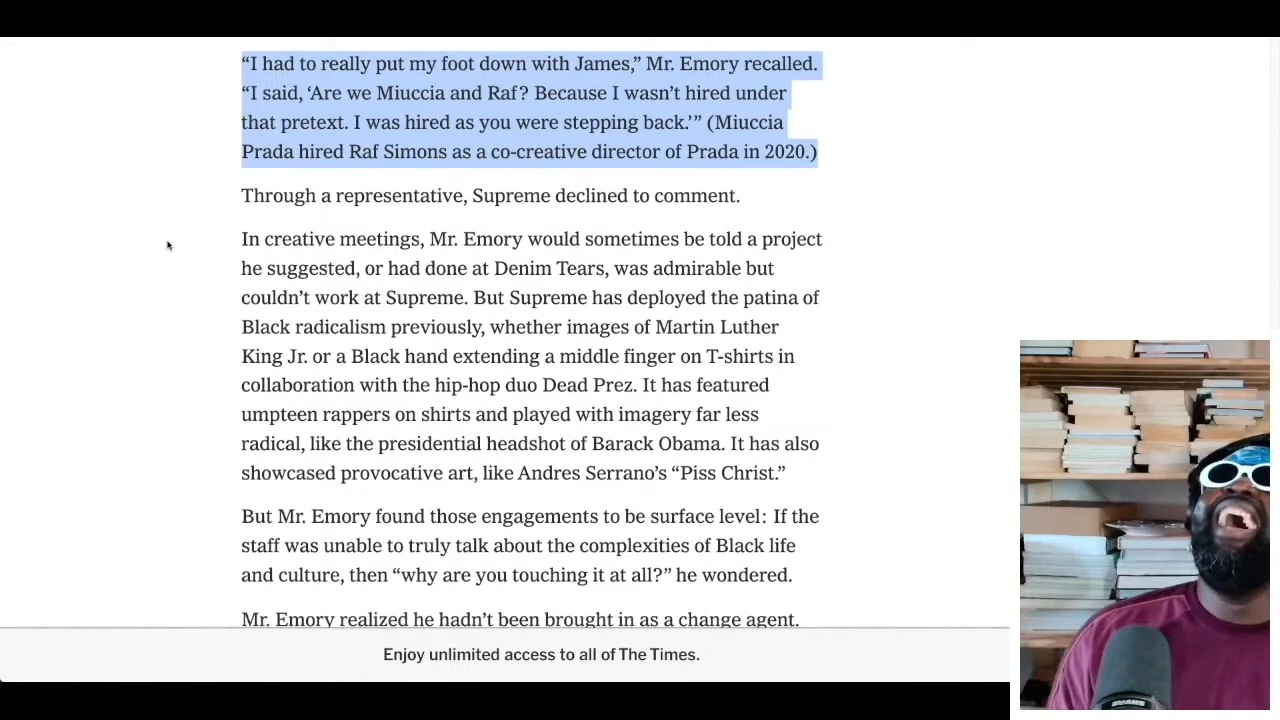 “I had to really put my foot down with James,” Mr. Emory recalled.
“I said, ‘Are we Miuccia and Raf? Because I wasn’t hired under
that pretext. I was hired as you were stepping back.’” (Miuccia
Prada hired Raf Simons as a co-creative director of Prada in 2020.)
Through a representative, Supreme declined to comment.
In creative meetings, Mr. Emory would sometimes be told a project
he suggested, or had done at Denim Tears, was admirable but
couldn’t work at Supreme. But Supreme has deployed the patina of
Black radicalism previously, whether images of Martin Luther
King Jr. or a Black hand extending a middle finger on T-shirts in
collaboration with the hip-hop duo Dead Prez. It has featured
umpteen rappers on shirts and played with imagery far less
radical, like the presidential headshot of Barack Obama. It has also
showcased provocative art, like Andres Serrano’s “Piss Christ.”
But Mr. Emory found those engagements to be surface level: If the
staff was unable to truly talk about the complexities of Black life
and culture, then “why are you touching it at all?” he wondered.
Mr. Emory realized he hadn’t been brought in as a change agent.
Enjoy unlimited access to all of The Times.